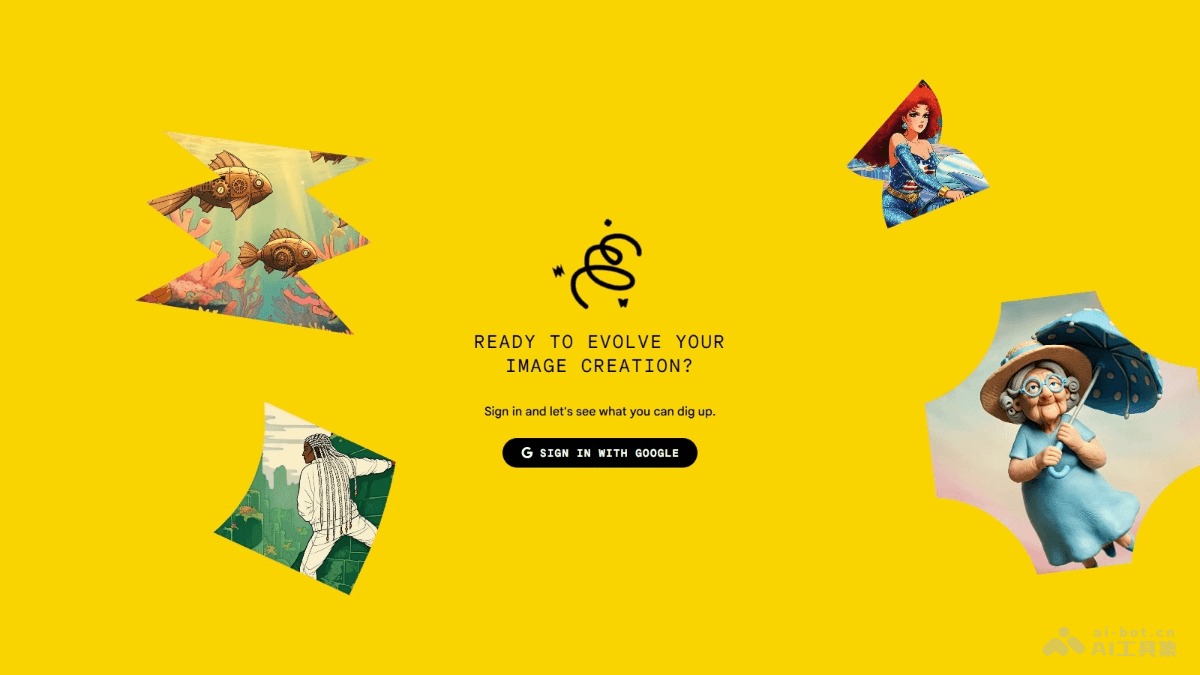 READY TO EVOLVE YOUR
IMAGE CREATION?
Sign in and let's see what you can dig up.
G SIGN IN WITH GOOGLE
ai-bot.cn
AI工具集